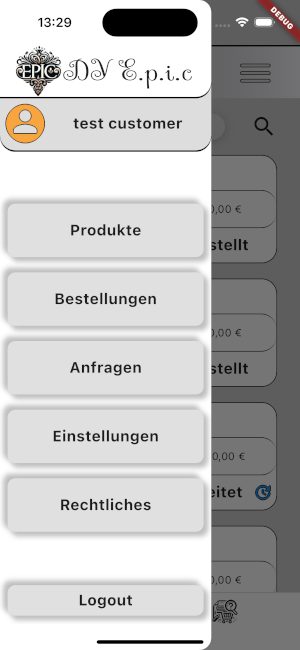 13:29
DEBUG
EPIC DY E.p.i.c
test customer
0,00 €
stellt
Produkte
Bestellungen
0,00 €
stellt
Anfragen
Einstellungen
0,00 €
eitet
Rechtliches
0,00 €
Logout